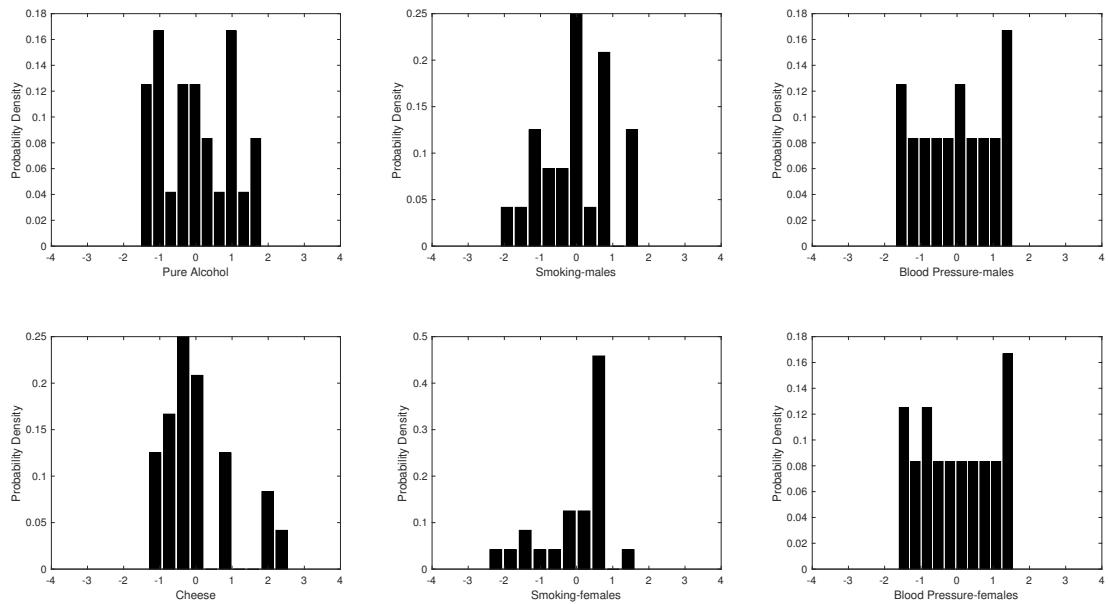 0.18
0.16
0.14
0.12
0.1
0.08
0.06
0.04
0.02
0
Probability Density
-4 -3 -2 -1 0 1 2 3 4
Pure Alcohol
0.25
0.2
0.15
0.1
0.05
0
Probability Density
-4 -3 -2 -1 0 1 2 3 4
Smoking-males
0.18
0.16
0.14
0.12
0.1
0.08
0.06
0.04
0.02
0
Probability Density
-4 -3 -2 -1 0 1 2 3 4
Blood Pressure-males
0.25
0.2
0.15
0.1
0.05
0
Probability Density
-4 -3 -2 -1 0 1 2 3 4
Cheese
0.5
0.4
0.3
0.2
0.1
0
Probability Density
-4 -3 -2 -1 0 1 2 3 4
Smoking-females
0.18
0.16
0.14
0.12
0.1
0.08
0.06
0.04
0.02
0
Probability Density
-4 -3 -2 -1 0 1 2 3 4
Blood Pressure-females